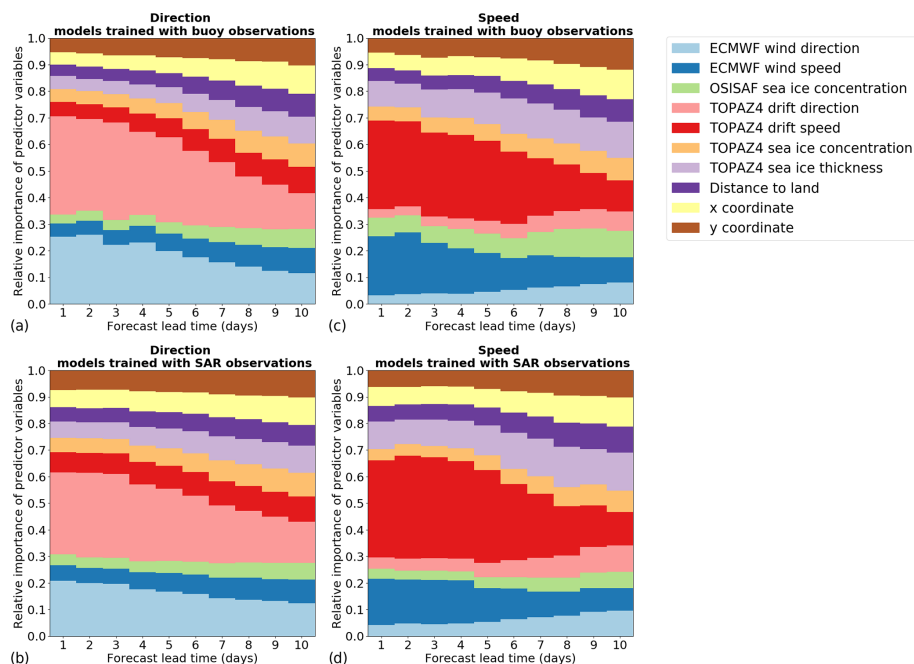 Direction
models trained with buoy observations
1.0
0.9
0.8
0.7
0.6
0.5
0.4
0.3
0.2
0.1
0.0
Relative importance of predictor variables
1 2 3 4 5 6 7 8 9 10
Forecast lead time (days)
(a)
Speed
models trained with buoy observations
1.0
0.9
0.8
0.7
0.6
0.5
0.4
0.3
0.2
0.1
0.0
Relative importance of predictor variables
1 2 3 4 5 6 7 8 9 10
Forecast lead time (days)
(c)
ECMWF wind direction
ECMWF wind speed
OSISAF sea ice concentration
TOPAZ4 drift direction
TOPAZ4 drift speed
TOPAZ4 sea ice concentration
TOPAZ4 sea ice thickness
Distance to land
x coordinate
y coordinate
Direction
models trained with SAR observations
1.0
0.9
0.8
0.7
0.6
0.5
0.4
0.3
0.2
0.1
0.0
Relative importance of predictor variables
1 2 3 4 5 6 7 8 9 10
Forecast lead time (days)
(b)
Speed
models trained with SAR observations
1.0
0.9
0.8
0.7
0.6
0.5
0.4
0.3
0.2
0.1
0.0
Relative importance of predictor variables
1 2 3 4 5 6 7 8 9 10
Forecast lead time (days)
(d)